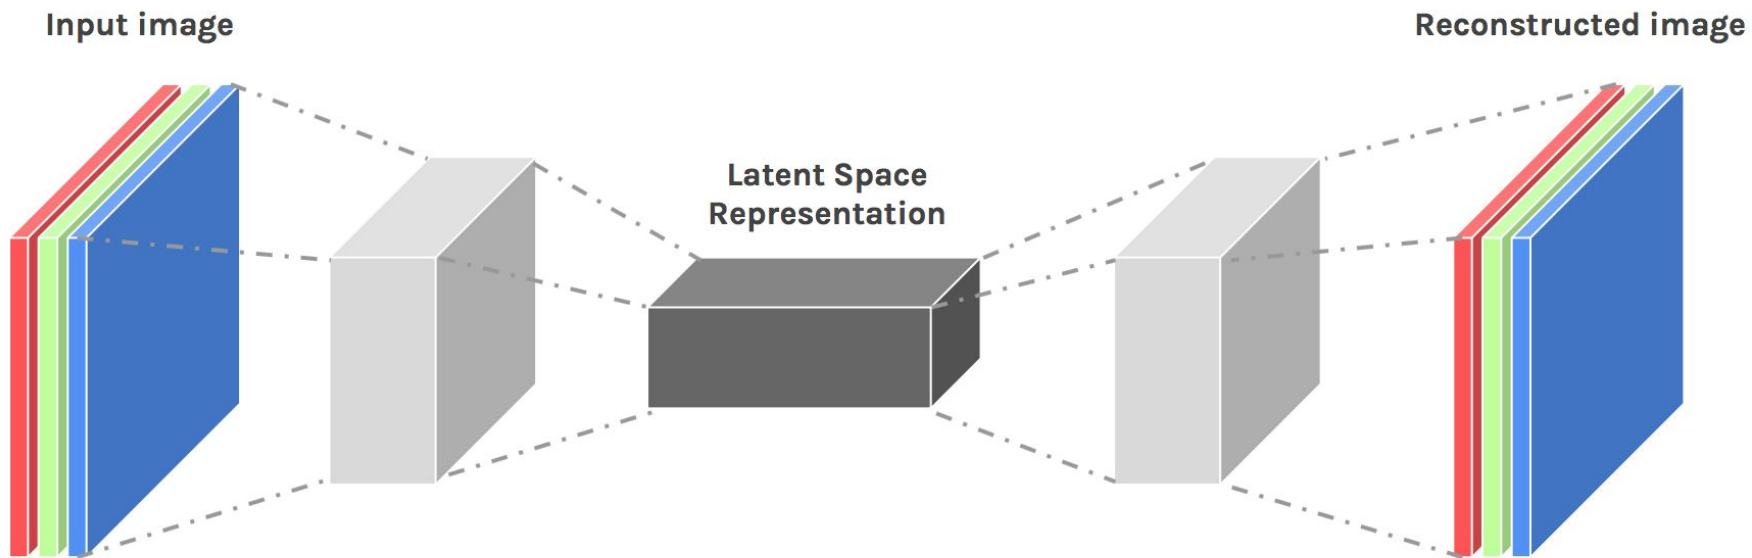 Input image
Reconstructed image
Latent Space
Representation